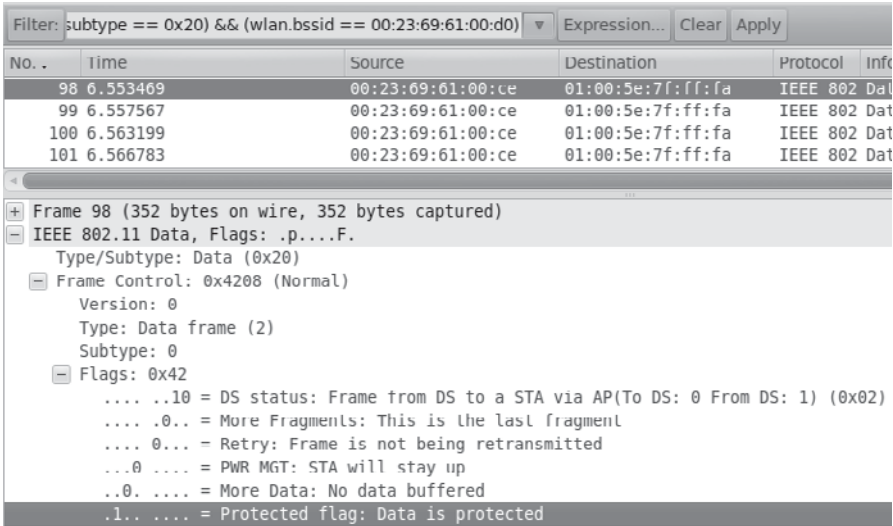 Filter: subtype == 0x20) && (wlan.bssid == 00:23:69:61:00:d0) Expression... Clear Apply
No. . Time Source Destination Protocol Info
98 6.553469 00:23:69:61:00:ce 01:00:5e:7f:ff:fa IEEE 802 Dat
99 6.557567 00:23:69:61:00:ce 01:00:5e:7f:ff:fa IEEE 802 Dat
100 6.563199 00:23:69:61:00:ce 01:00:5e:7f:ff:fa IEEE 802 Dat
101 6.566783 00:23:69:61:00:ce 01:00:5e:7f:ff:fa IEEE 802 Dat
+ Frame 98 (352 bytes on wire, 352 bytes captured)
− IEEE 802.11 Data, Flags: .p....F.
Type/Subtype: Data (0x20)
− Frame Control: 0x4208 (Normal)
Version: 0
Type: Data frame (2)
Subtype: 0
− Flags: 0x42
.... ..10 = DS status: Frame from DS to a STA via AP(To DS: 0 From DS: 1) (0x02)
.... .0.. = More Fragments: This is the last fragment
.... 0... = Retry: Frame is not being retransmitted
...0 .... = PWR MGT: STA will stay up
..0. .... = More Data: No data buffered
.1.. .... = Protected flag: Data is protected